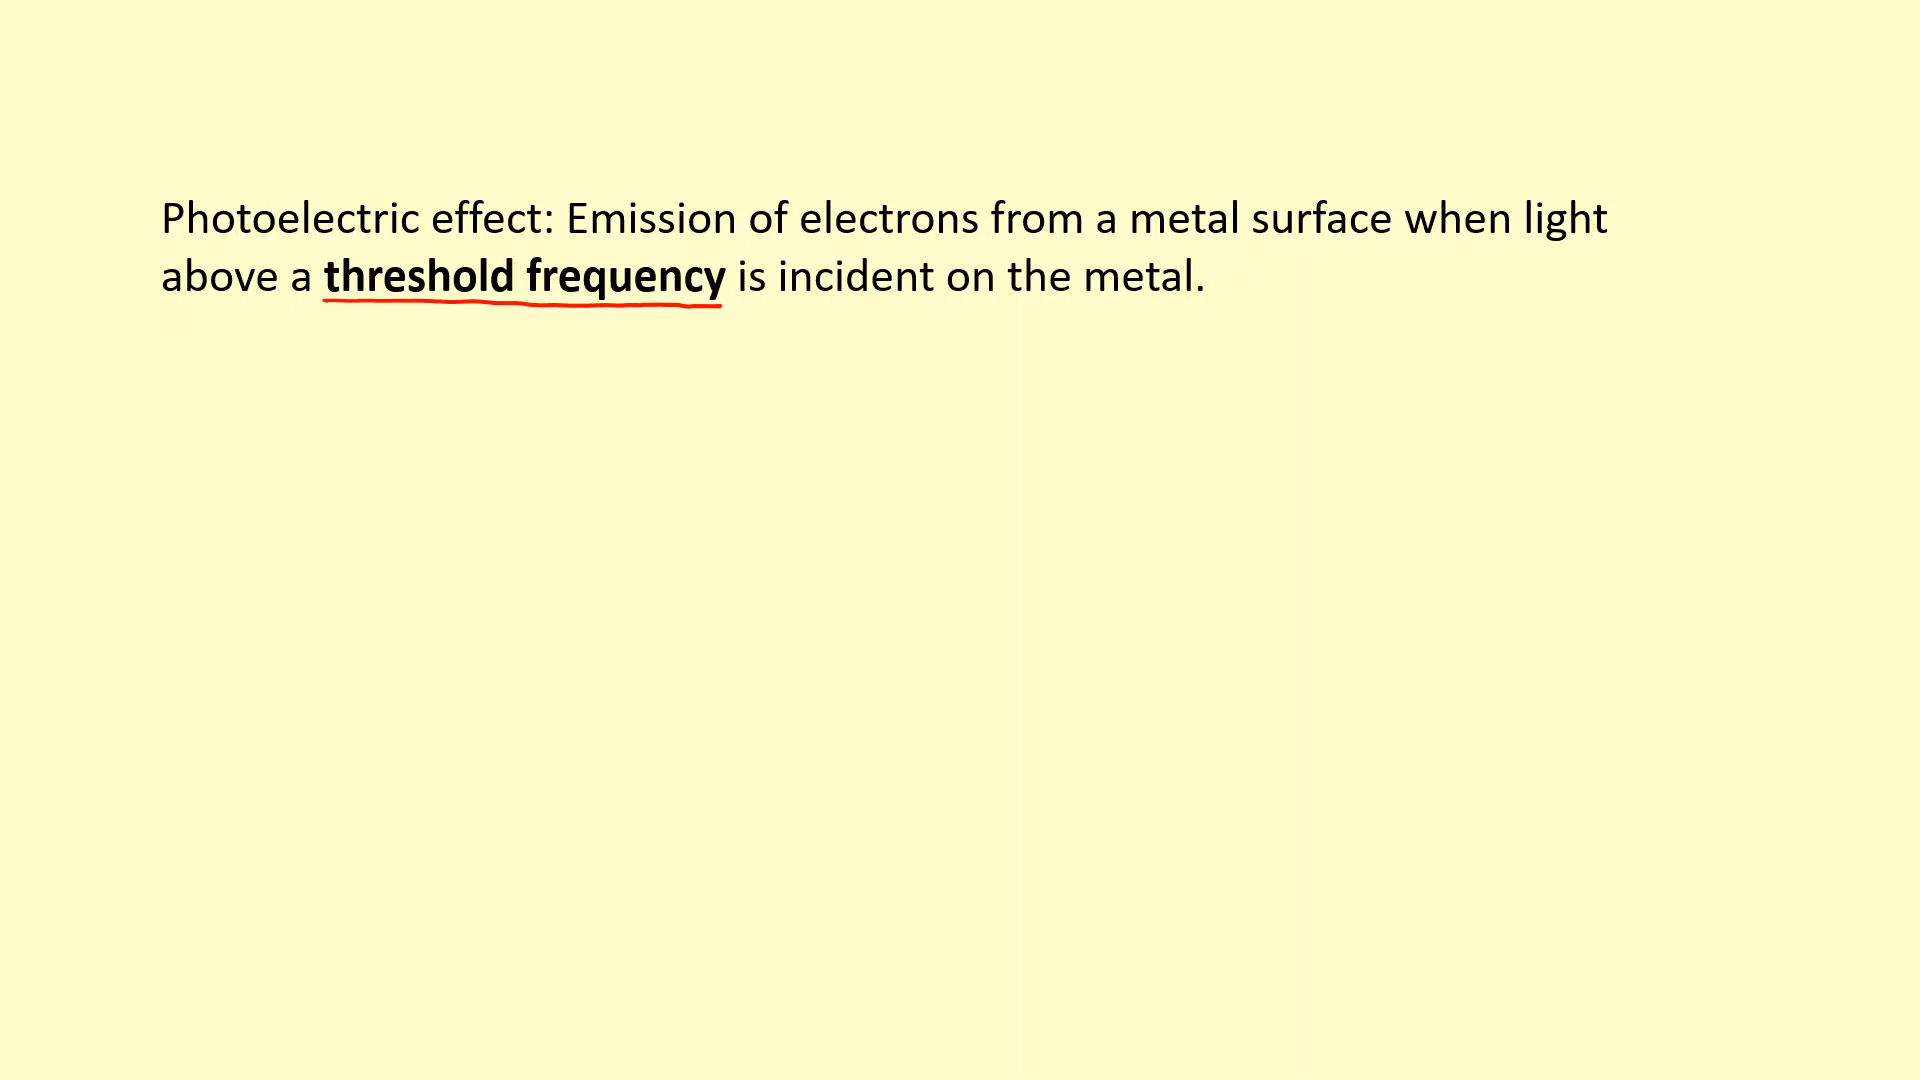 Photoelectric effect: Emission of electrons from a metal surface when light
above a threshold frequency is incident on the metal.